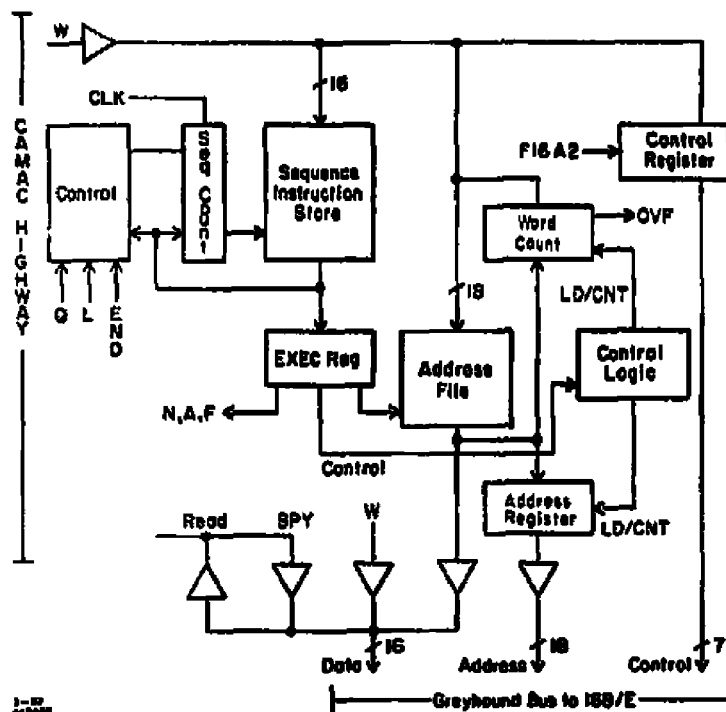 W
16
CLK
CAMAC HIGHWAY
Control
Seq Count
Sequence
Instruction
Store
F16A2
Control
Register
Word
Count
OVF
18
LD/CNT
Q L END
EXEC Reg
Address
File
Control
Logic
N,A,F
Control
Address
Register
LD/CNT
Read
SPY
W
16
18
7
Data
Address
Control
Greyhound Bus to 168/E